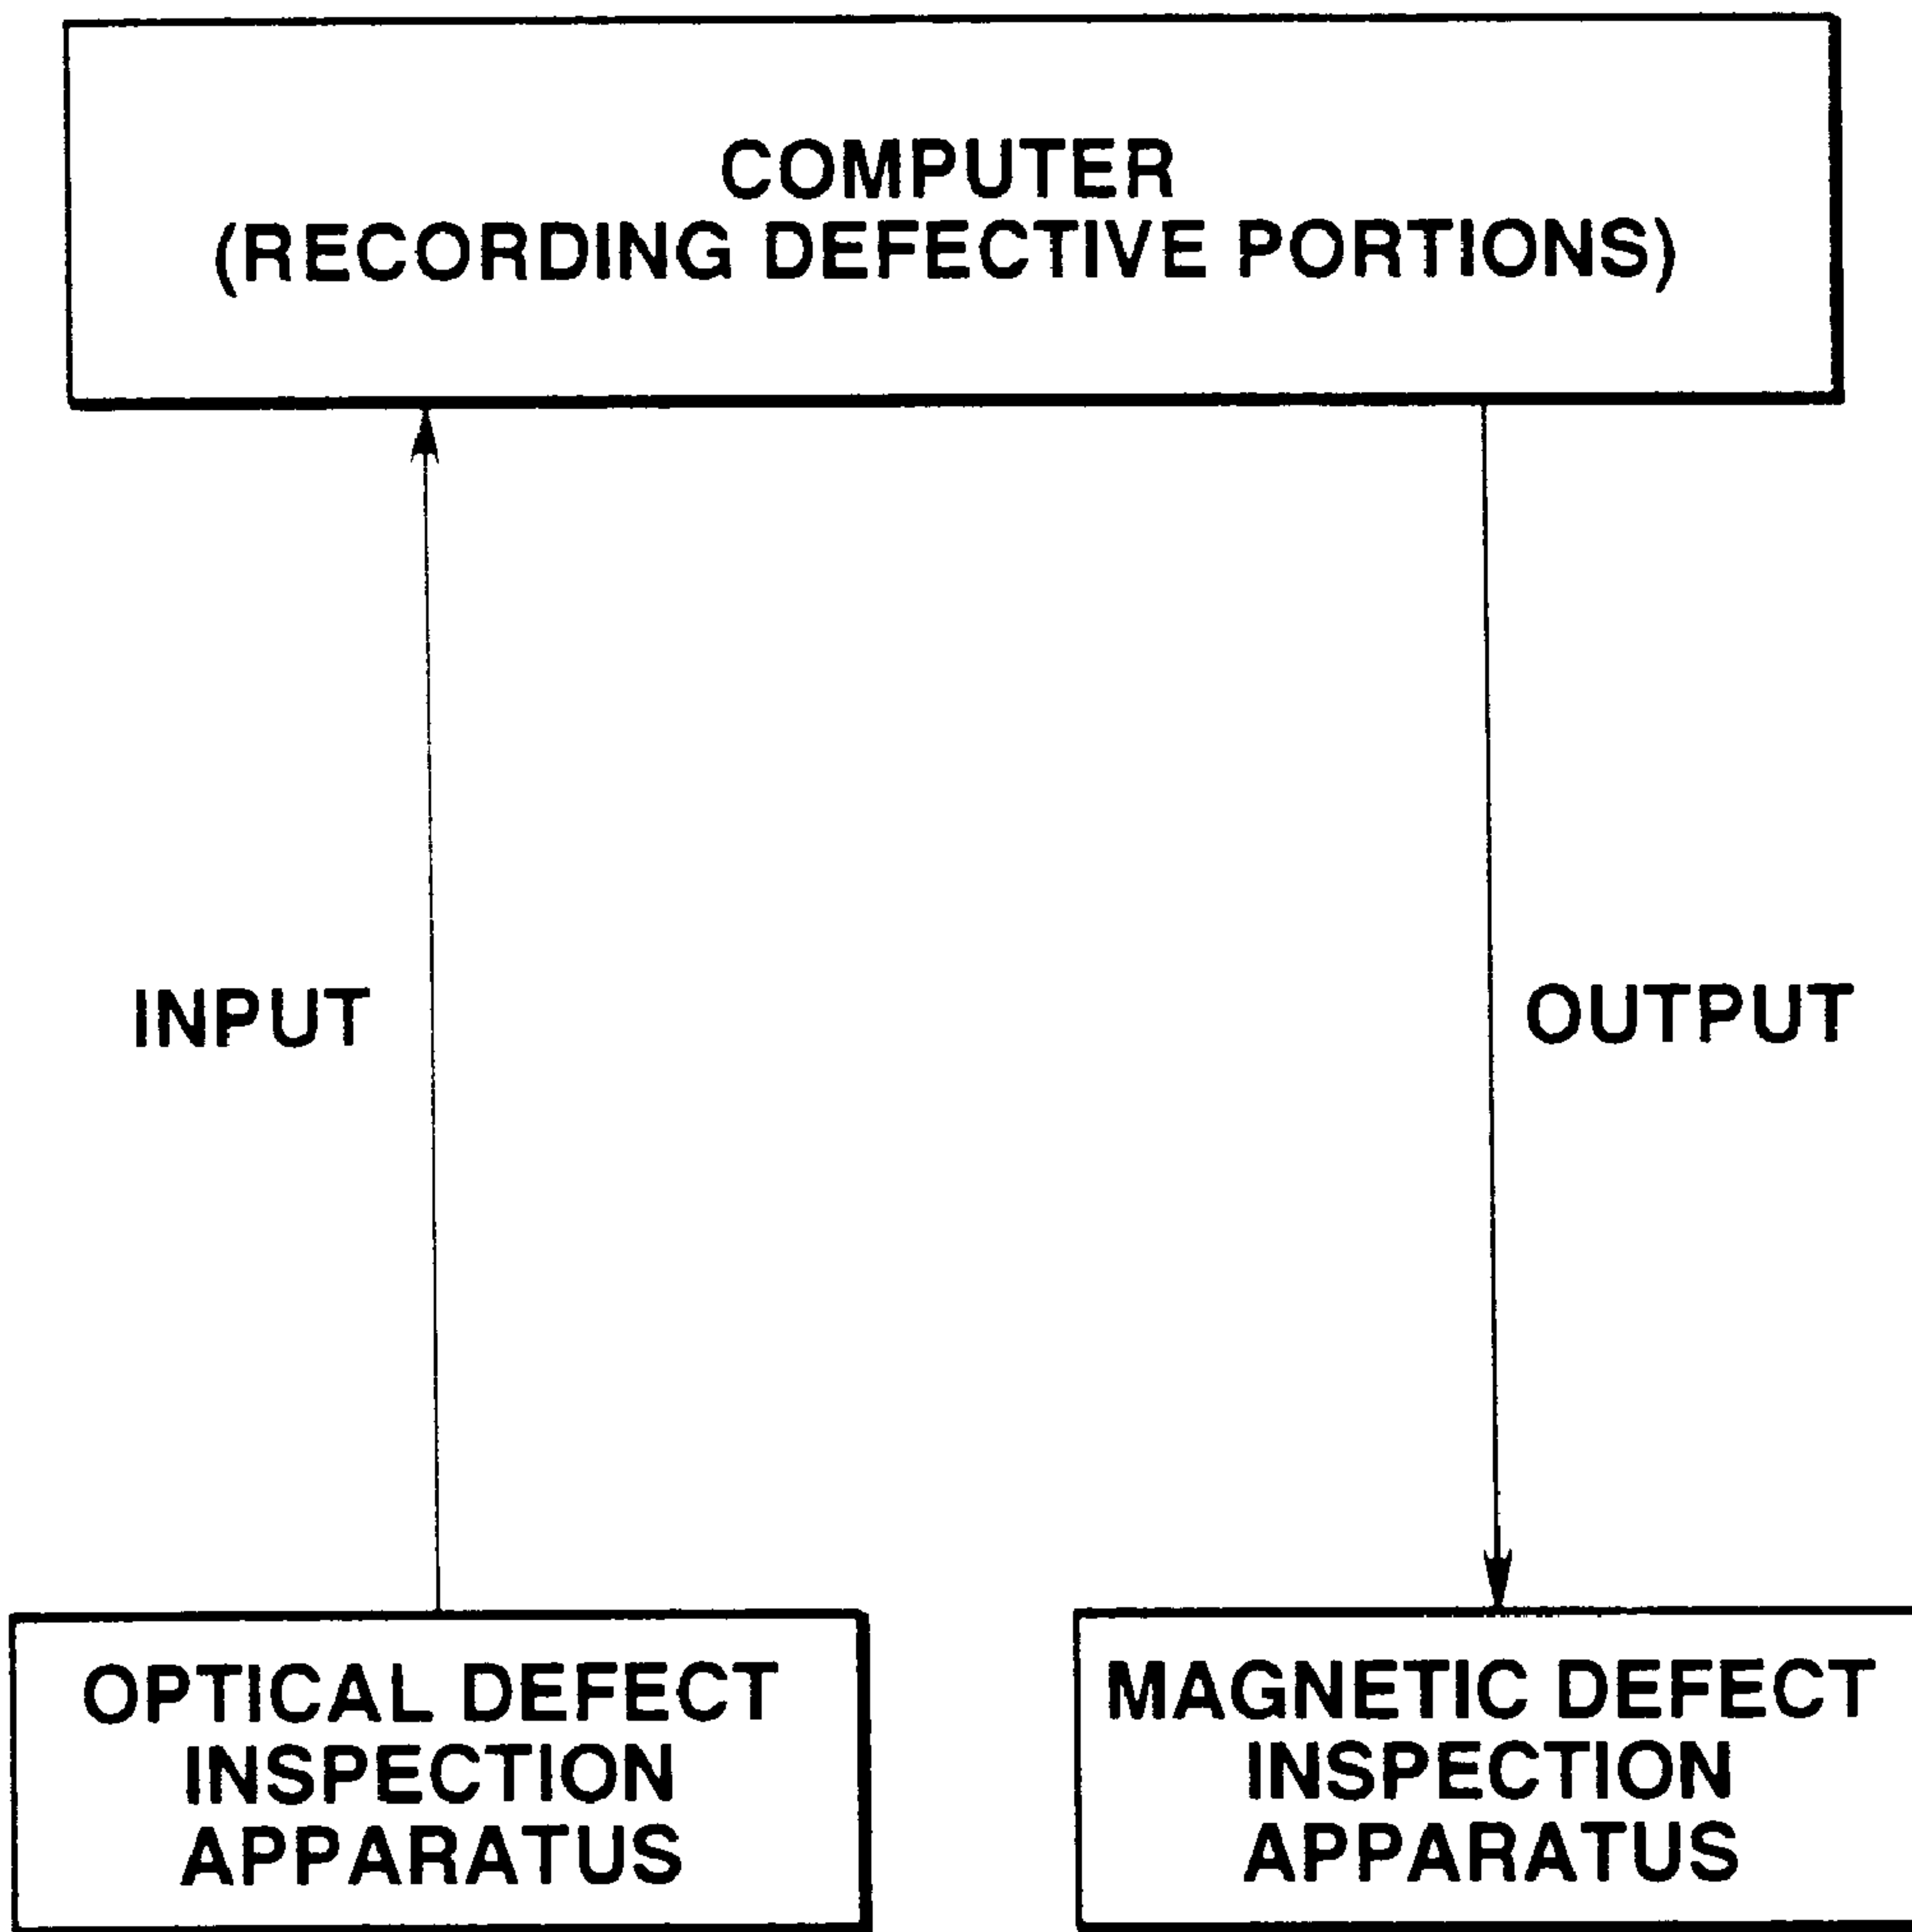 COMPUTER
(RECORDING DEFECTIVE PORTIONS)
INPUT
OUTPUT
OPTICAL DEFECT
INSPECTION
APPARATUS
MAGNETIC DEFECT
INSPECTION
APPARATUS